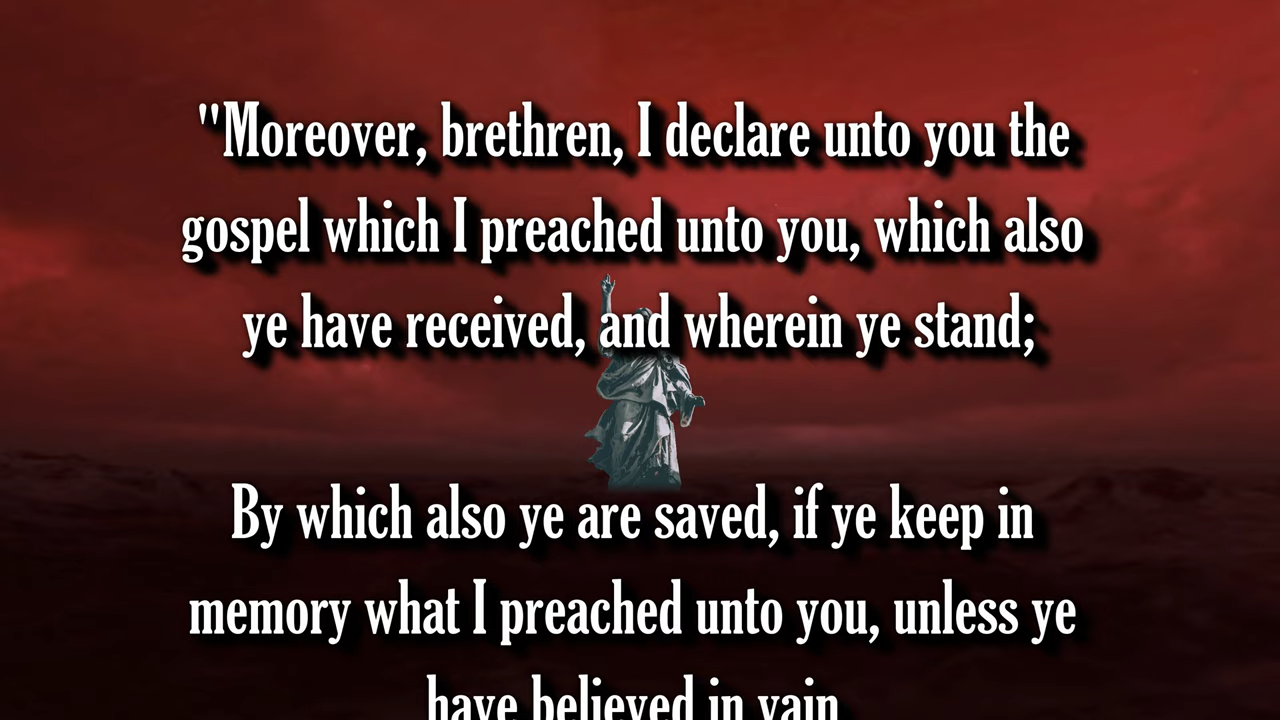 "Moreover, brethren, I declare unto you the
gospel which I preached unto you, which also
ye have received, and wherein ye stand;
By which also ye are saved, if ye keep in
memory what I preached unto you, unless ye
have believed in vain